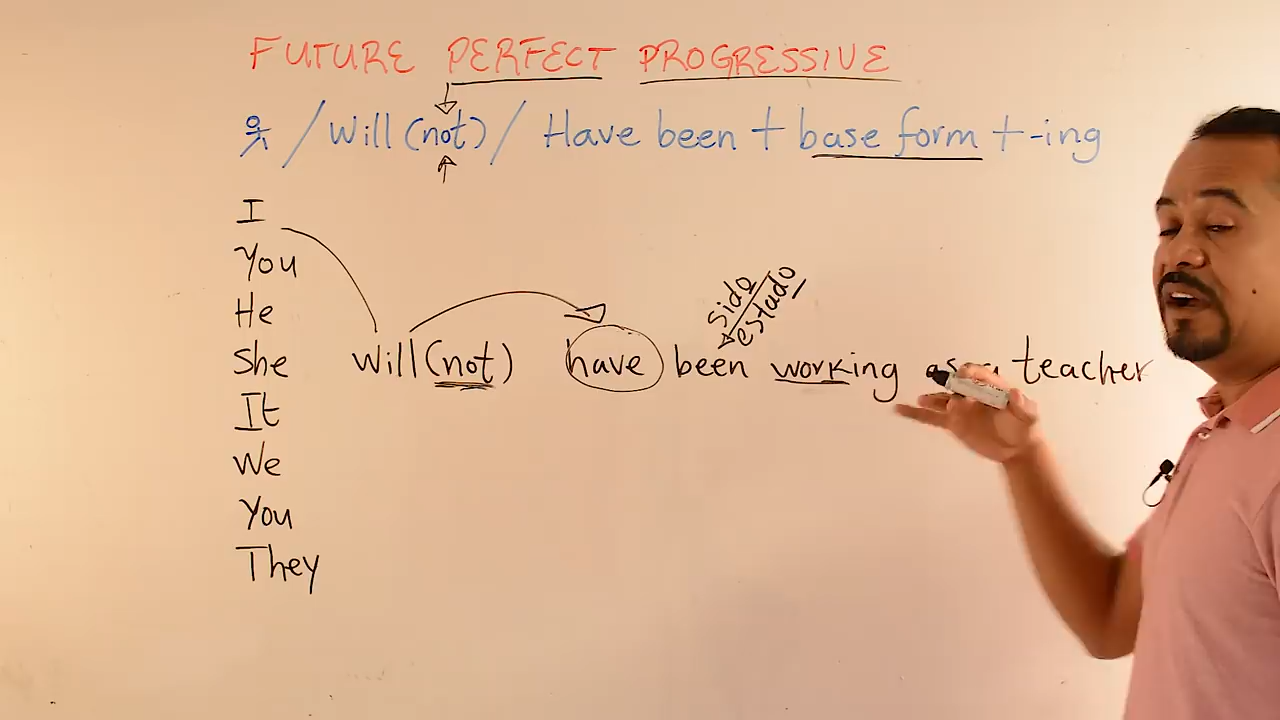 FUTURE PERFECT PROGRESSIVE
/ Will (not) / Have been + base form + -ing
I
You
He
sido
estado
She will (not) have been working as a teacher
It
We
You
They